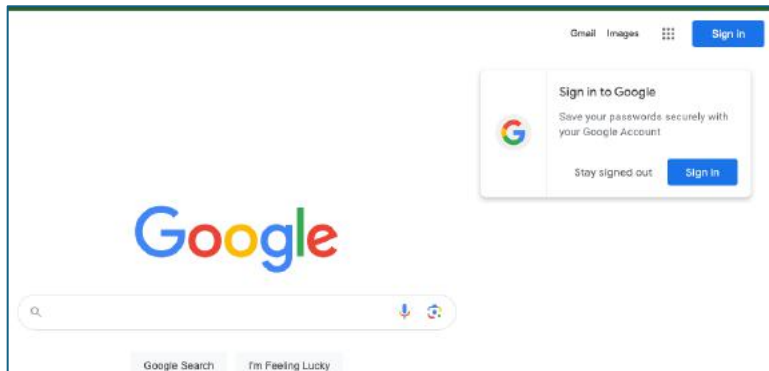 Gmail Images Sign in
Sign in to Google
Save your passwords securely with
your Google Account
Stay signed out Sign in
Google
Google Search I'm Feeling Lucky